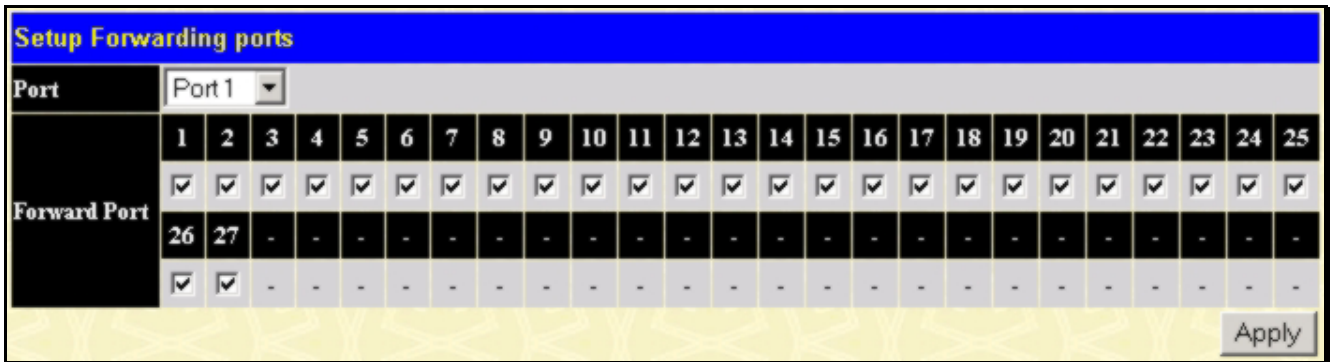 Setup Forwarding ports
Port Port 1
1 2 3 4 5 6 7 8 9 10 11 12 13 14 15 16 17 18 19 20 21 22 23 24 25
Forward Port
26 27 - - - - - - - - - - - - - - - - - - - - - - -
- - - - - - - - - - - - - - - - - - - - - - -
Apply